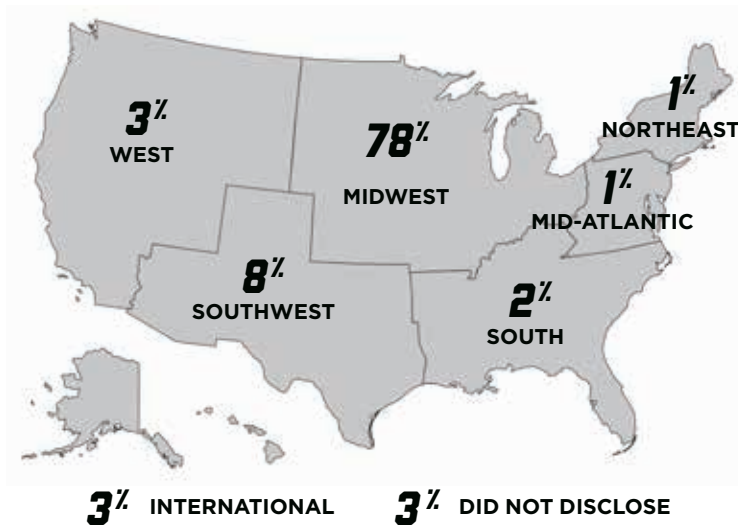 3%
WEST
78%
MIDWEST
1%
NORTHEAST
1%
MID-ATLANTIC
8%
SOUTHWEST
2%
SOUTH
3% INTERNATIONAL 3% DID NOT DISCLOSE